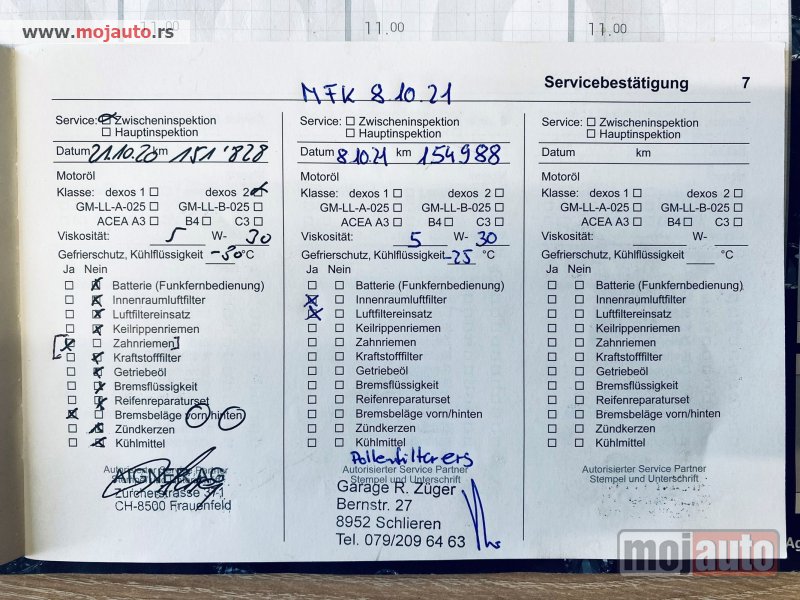 www.mojauto.rs
11.00
11.00
11.00
Servicebestätigung 7
MFK 8.10.21
Service: Zwischeninspektion
Hauptinspektion
Datum 21.10.20 km 151'828
Motoröl
Klasse: dexos 1 dexos 2
GM-LL-A-025 GM-LL-B-025
ACEA A3 B4 C3
Viskosität: 5 W- 30
Gefrierschutz, Kühlflüssigkeit -30 °C
Ja Nein
Batterie (Funkfernbedienung)
Innenraumluftfilter
Luftfiltereinsatz
Keilrippenriemen
Zahnriemen
Kraftstofffilter
Getriebeöl
Bremsflüssigkeit
Reifenreparaturset
Bremsbeläge vorn/hinten
Zündkerzen
Kühlmittel
Autorisierter Service Partner
Stempel und Unterschrift
AIGNER AG
Zürcherstrasse 371
CH-8500 Frauenfeld
Service: Zwischeninspektion
Hauptinspektion
Datum 8.10.21 km 154988
Motoröl
Klasse: dexos 1 dexos 2
GM-LL-A-025 GM-LL-B-025
ACEA A3 B4 C3
Viskosität: 5 W- 30
Gefrierschutz, Kühlflüssigkeit -25 °C
Ja Nein
Batterie (Funkfernbedienung)
Innenraumluftfilter
Luftfiltereinsatz
Keilrippenriemen
Zahnriemen
Kraftstofffilter
Getriebeöl
Bremsflüssigkeit
Reifenreparaturset
Bremsbeläge vorn/hinten
Zündkerzen
Kühlmittel
Pollenfilter ers
Autorisierter Service Partner
Stempel und Unterschrift
Garage R. Züger
Bernstr. 27
8952 Schlieren
Tel. 079/209 64 63
Service: Zwischeninspektion
Hauptinspektion
Datum km
Motoröl
Klasse: dexos 1 dexos 2
GM-LL-A-025 GM-LL-B-025
ACEA A3 B4 C3
Viskosität: W-
Gefrierschutz, Kühlflüssigkeit °C
Ja Nein
Batterie (Funkfernbedienung)
Innenraumluftfilter
Luftfiltereinsatz
Keilrippenriemen
Zahnriemen
Kraftstofffilter
Getriebeöl
Bremsflüssigkeit
Reifenreparaturset
Bremsbeläge vorn/hinten
Zündkerzen
Kühlmittel
Autorisierter Service Partner
Stempel und Unterschrift
mojauto